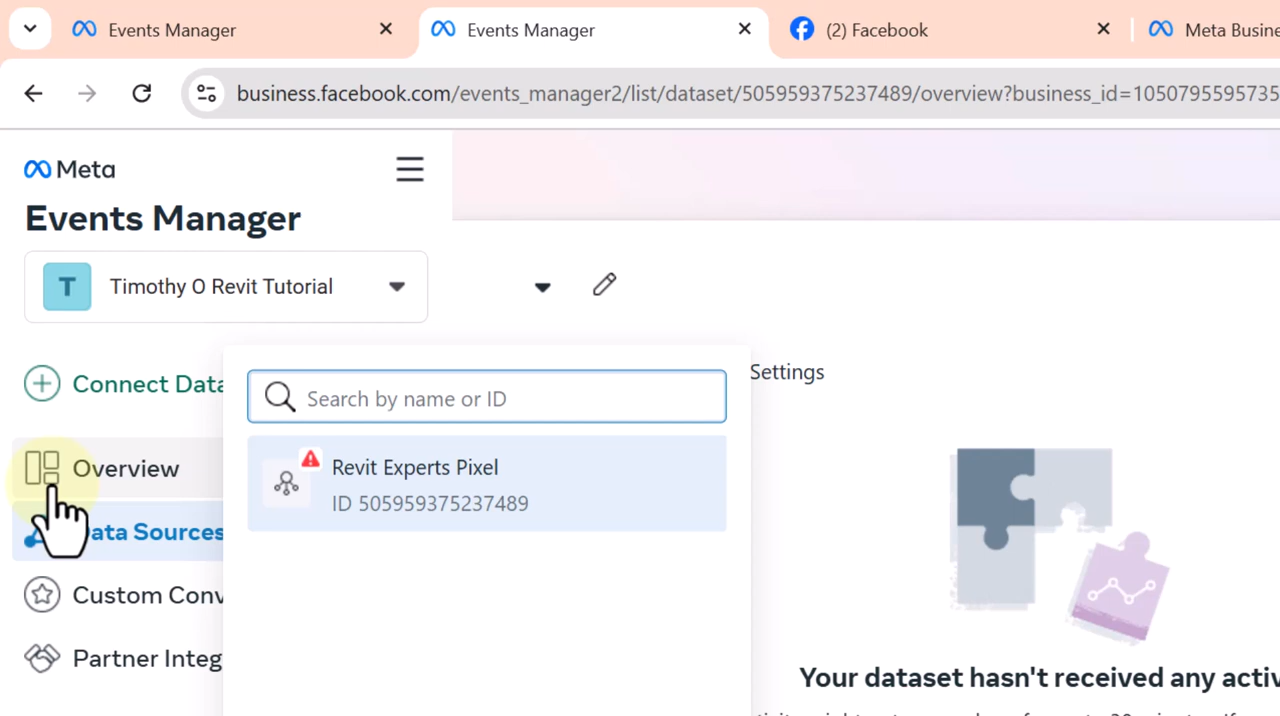 Events Manager
Events Manager
(2) Facebook
Meta Busine
business.facebook.com/events_manager2/list/dataset/505959375237489/overview?business_id=1050795595735
Meta
Events Manager
T
Timothy O Revit Tutorial
Connect Data
Settings
Search by name or ID
Overview
Revit Experts Pixel
ID 505959375237489
Data Sources
Custom Conv
Partner Integ
Your dataset hasn't received any activ